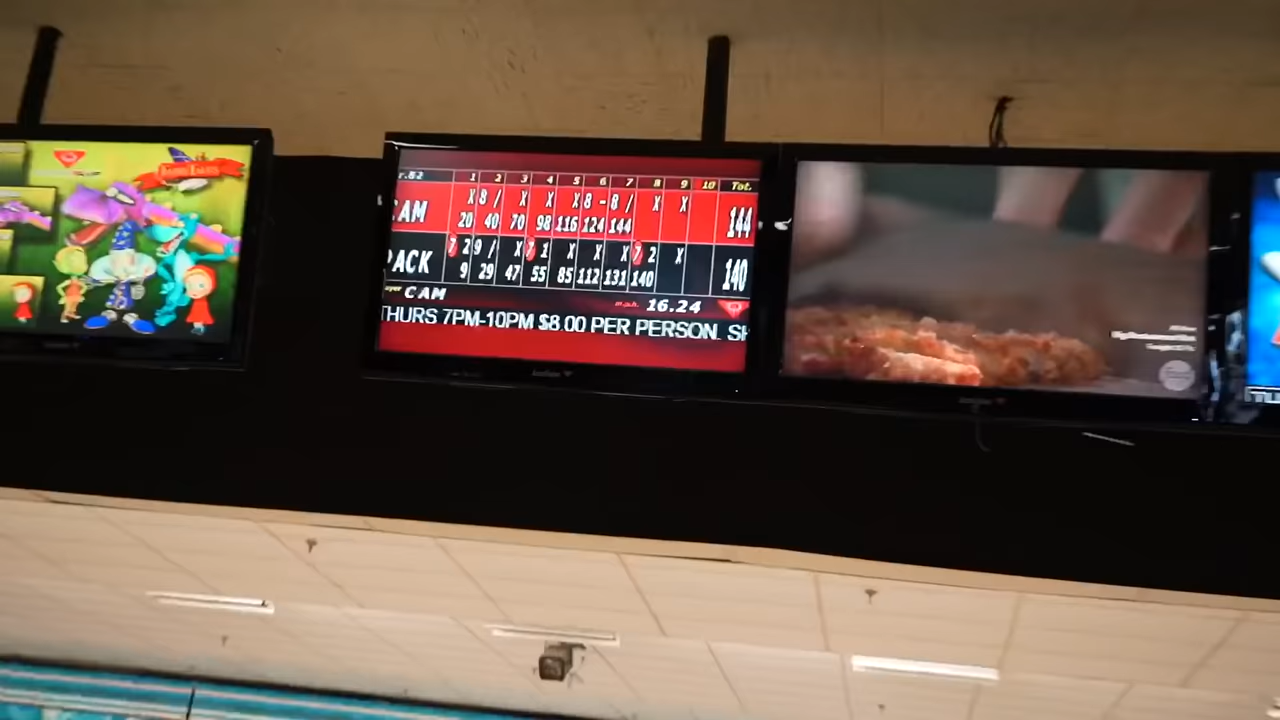 1 2 3 4 5 6 7 8 9 10 Tot.
CAM X 8 / X X X 8 - 8 / X X
20 40 70 98 116 124 144 144
PACK 7 2 9 / X 7 1 X X X 7 2 X
9 29 47 55 85 112 131 140 140
CAM m.p.h. 16.24
THURS 7PM-10PM $8.00 PER PERSON. SH